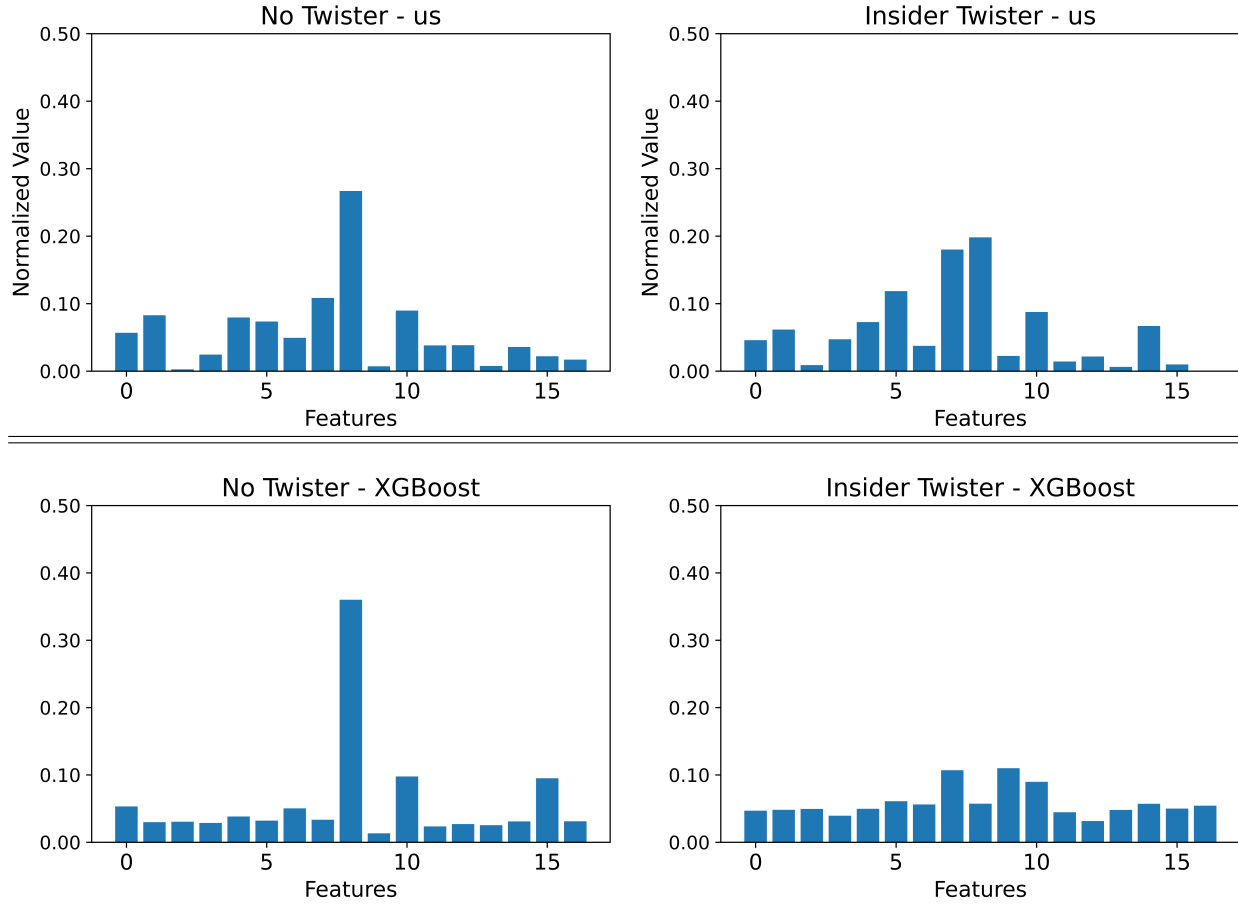 No Twister - us
0.50
0.40
0.30
0.20
0.10
0.00
Normalized Value
0 5 10 15
Features
Insider Twister - us
0.50
0.40
0.30
0.20
0.10
0.00
Normalized Value
0 5 10 15
Features
No Twister - XGBoost
0.50
0.40
0.30
0.20
0.10
0.00
0 5 10 15
Features
Insider Twister - XGBoost
0.50
0.40
0.30
0.20
0.10
0.00
0 5 10 15
Features